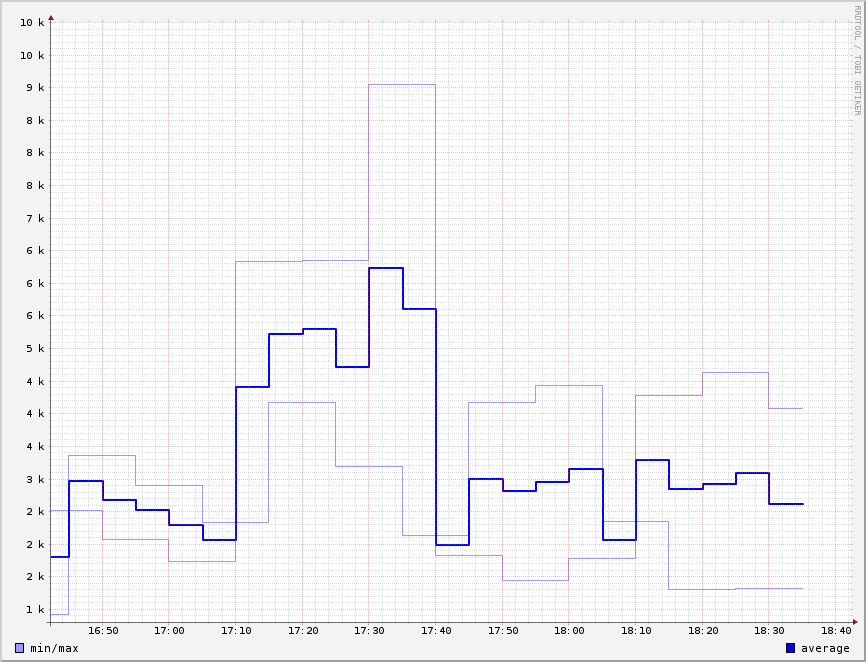 10 k
10 k
9 k
8 k
8 k
8 k
7 k
6 k
6 k
6 k
5 k
4 k
4 k
4 k
3 k
2 k
2 k
2 k
1 k
16:50 17:00 17:10 17:20 17:30 17:40 17:50 18:00 18:10 18:20 18:30 18:40
min/max average
RRDTOOL / TOBI OETIKER